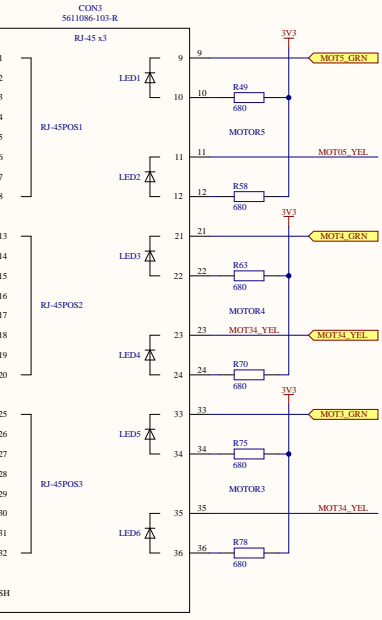 CON3
5611086-103-R
RJ-45 x3
3V3
1
9
9
MOT5_GRN
2
LED1
3
10
10
R49
680
4
5
RJ-45POS1
MOTOR5
6
11
11
MOT05_YEL
7
LED2
8
12
12
R58
680
3V3
13
21
21
MOT4_GRN
14
LED3
15
22
22
R63
680
16
RJ-45POS2
17
MOTOR4
18
23
23
MOT34_YEL
MOT34_YEL
19
LED4
20
24
24
R70
680
3V3
25
33
33
MOT3_GRN
26
LED5
27
34
34
R75
680
28
RJ-45POS3
29
MOTOR3
30
35
35
MOT34_YEL
31
LED6
32
36
36
R78
680
SH